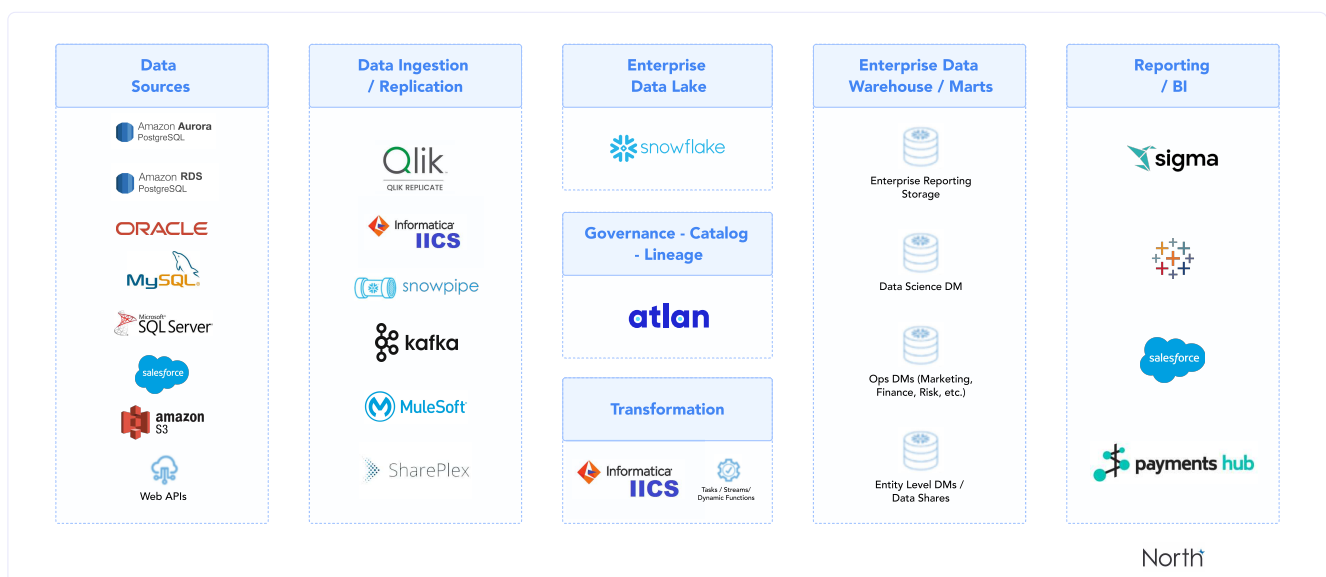 Data
Sources
Amazon Aurora
PostgreSQL
Amazon RDS
PostgreSQL
ORACLE
MySQL
Microsoft
SQL Server
salesforce
amazon
S3
Web APIs
Data Ingestion
/ Replication
Qlik
QLIK REPLICATE
Informatica
IICS
snowpipe
kafka
MuleSoft
SharePlex
Enterprise
Data Lake
snowflake
Governance - Catalog
- Lineage
atlan
Transformation
Informatica
IICS
Tasks / Streams/
Dynamic Functions
Enterprise Data
Warehouse / Marts
Enterprise Reporting
Storage
Data Science DM
Ops DMs (Marketing,
Finance, Risk, etc.)
Entity Level DMs /
Data Shares
Reporting
/ BI
sigma
salesforce
payments hub
North